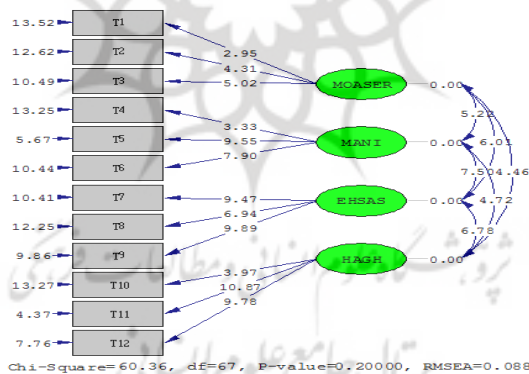 13.52 T1
12.62 T2 2.95
10.49 T3 4.31
5.02 MOASER 0.00
13.25 T4 3.33 5.22
5.67 T5 9.55 MANI 0.00 6.01
10.44 T6 7.90 7.50 4.46
10.41 T7 9.47 EHSAS 0.00 4.72
12.25 T8 6.94
9.86 T9 9.89 6.78
13.27 T10 3.97 HAGH 0.00
4.37 T11 10.87
7.76 T12 9.78
پژوهشگاه علوم انسانی و مطالعات فرهنگی
Chi-Square=60.36, df=67, P-value=0.20000, RMSEA=0.088